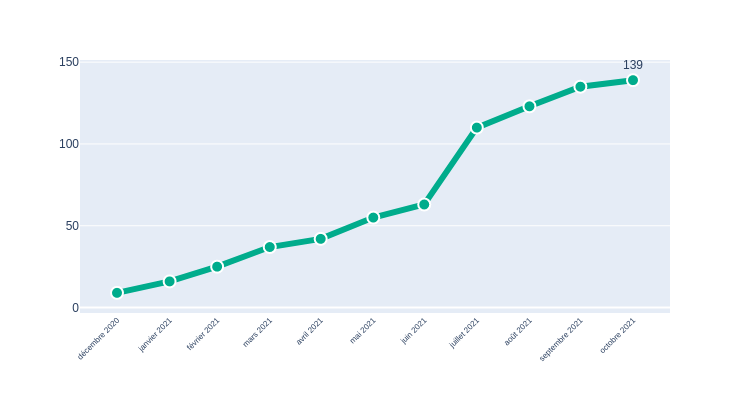 150
139
100
50
0
décembre 2020
janvier 2021
février 2021
mars 2021
avril 2021
mai 2021
juin 2021
juillet 2021
août 2021
septembre 2021
octobre 2021